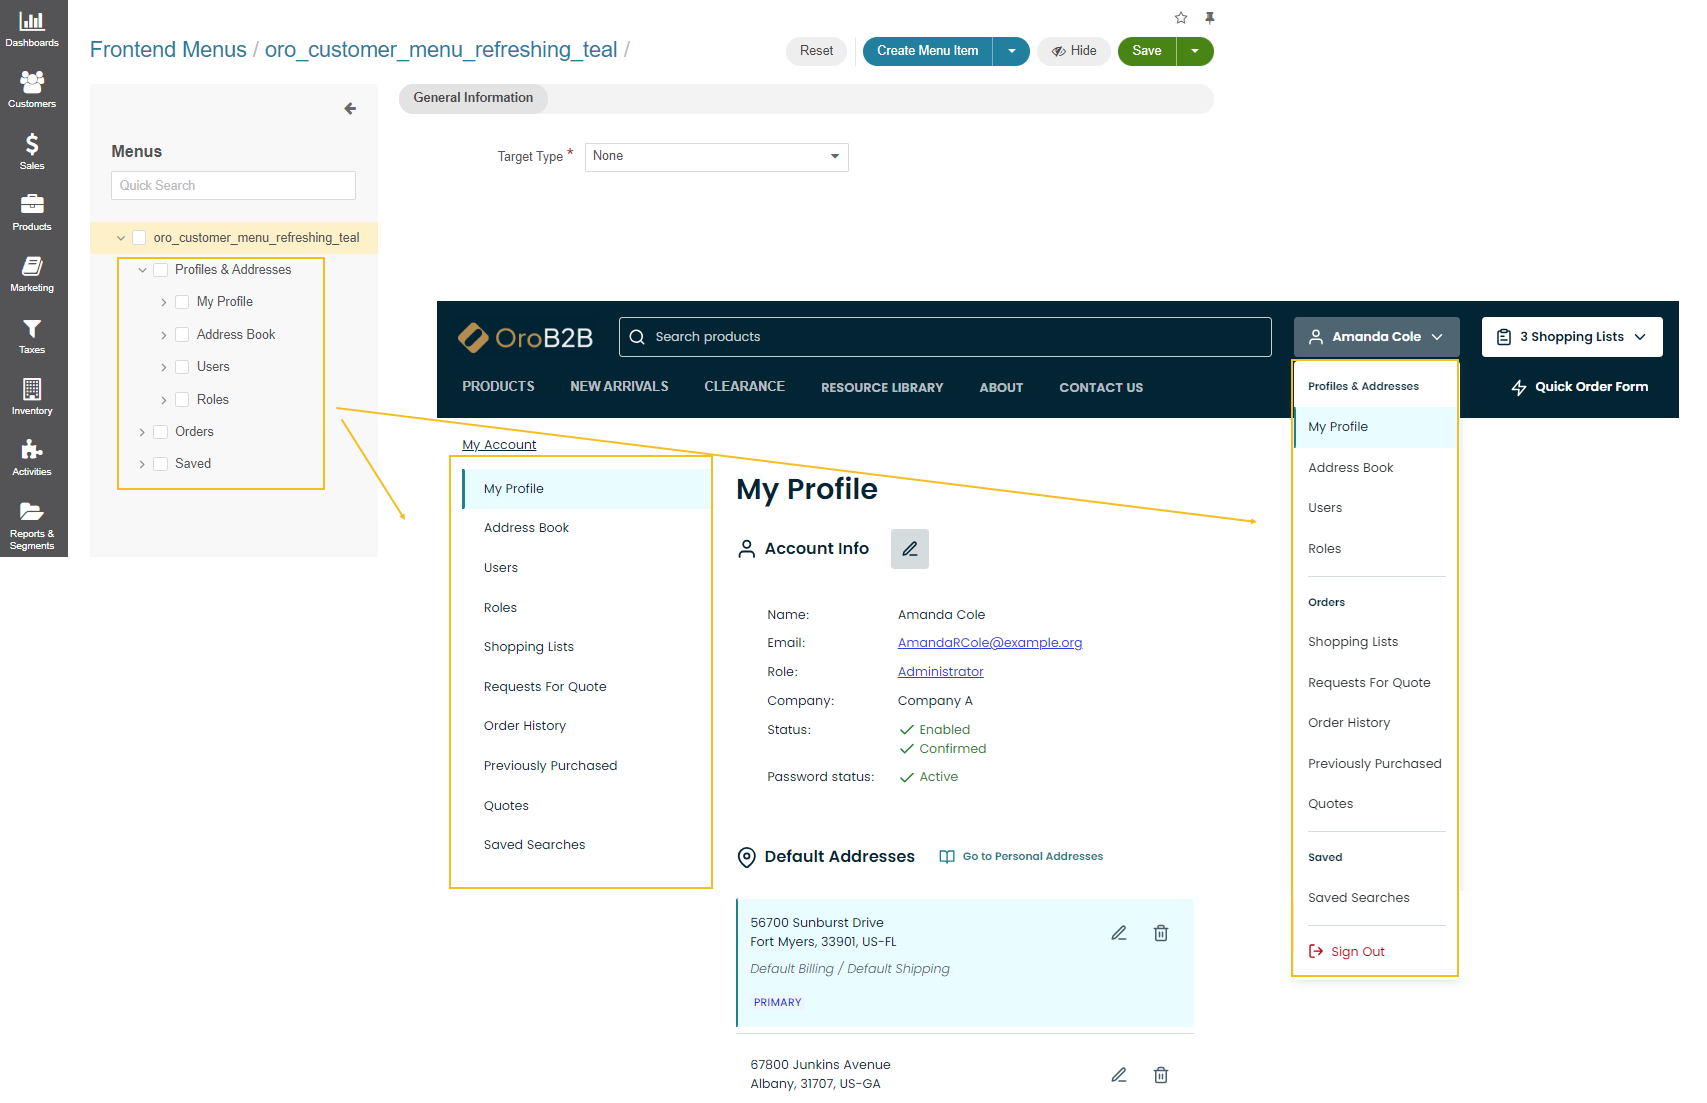 Dashboards
Customers
Sales
Products
Marketing
Taxes
Inventory
Activities
Reports &
Segments
Frontend Menus / oro_customer_menu_refreshing_teal /
Reset
Create Menu Item
Hide
Save
Menus
Quick Search
oro_customer_menu_refreshing_teal
Profiles & Addresses
My Profile
Address Book
Users
Roles
Orders
Saved
General Information
Target Type *
None
OroB2B
Search products
Amanda Cole
3 Shopping Lists
PRODUCTS
NEW ARRIVALS
CLEARANCE
RESOURCE LIBRARY
ABOUT
CONTACT US
Quick Order Form
My Account
My Profile
Address Book
Users
Roles
Shopping Lists
Requests For Quote
Order History
Previously Purchased
Quotes
Saved Searches
My Profile
Account Info
Name: Amanda Cole
Email: AmandaRCole@example.org
Role: Administrator
Company: Company A
Status: Enabled
Confirmed
Password status: Active
Default Addresses
Go to Personal Addresses
56700 Sunburst Drive
Fort Myers, 33901, US-FL
Default Billing / Default Shipping
PRIMARY
67800 Junkins Avenue
Albany, 31707, US-GA
Profiles & Addresses
My Profile
Address Book
Users
Roles
Orders
Shopping Lists
Requests For Quote
Order History
Previously Purchased
Quotes
Saved
Saved Searches
Sign Out